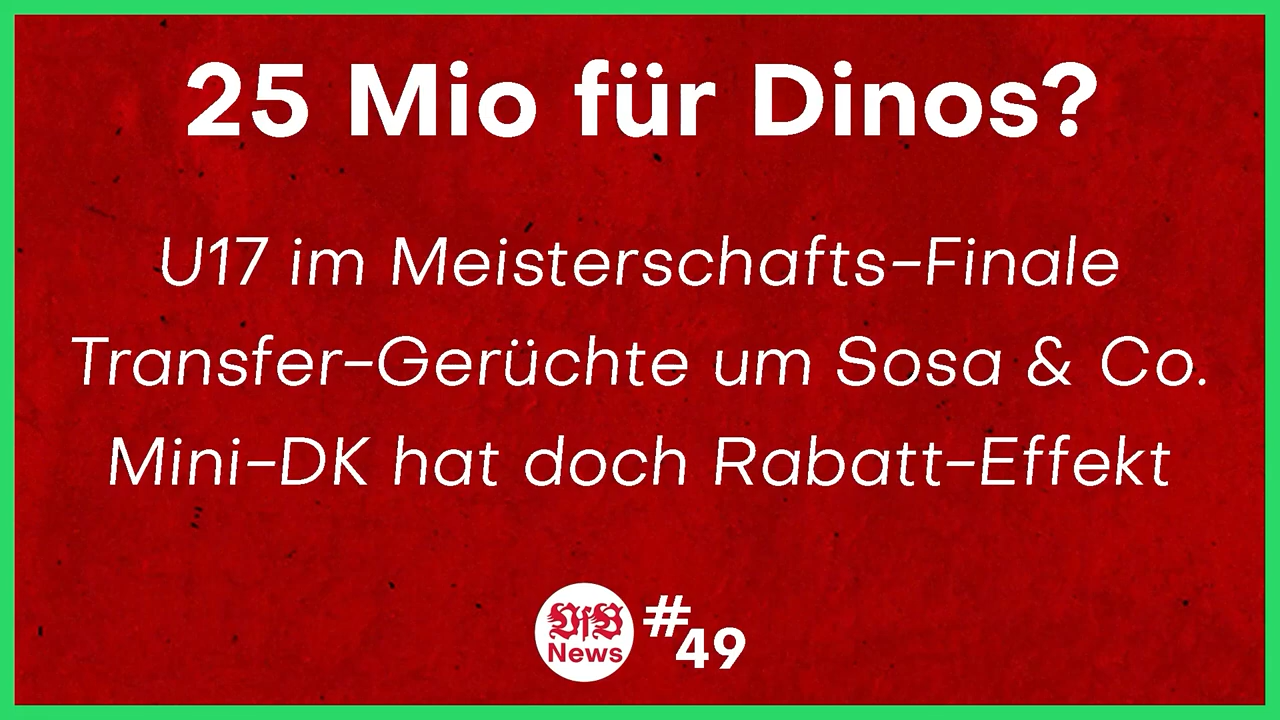 25 Mio für Dinos?
U17 im Meisterschafts-Finale
Transfer-Gerüchte um Sosa & Co.
Mini-DK hat doch Rabatt-Effekt
VfB
News
#49